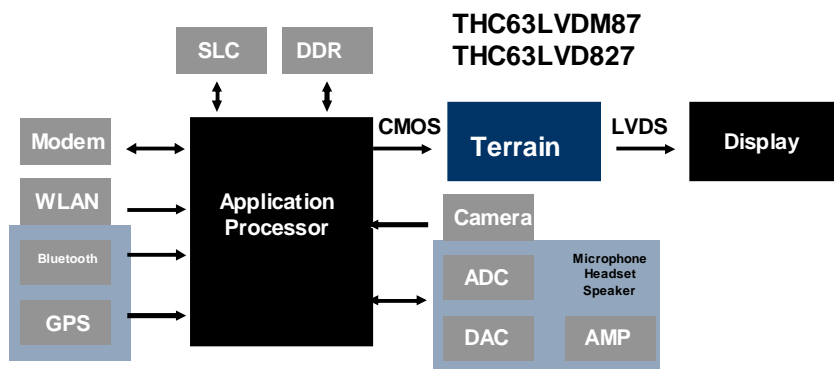 THC63LVDM87
THC63LVD827
SLC
DDR
CMOS
LVDS
Modem
Terrain
Display
WLAN
Application
Processor
Camera
Bluetooth
Microphone
Headset
Speaker
ADC
GPS
DAC
AMP